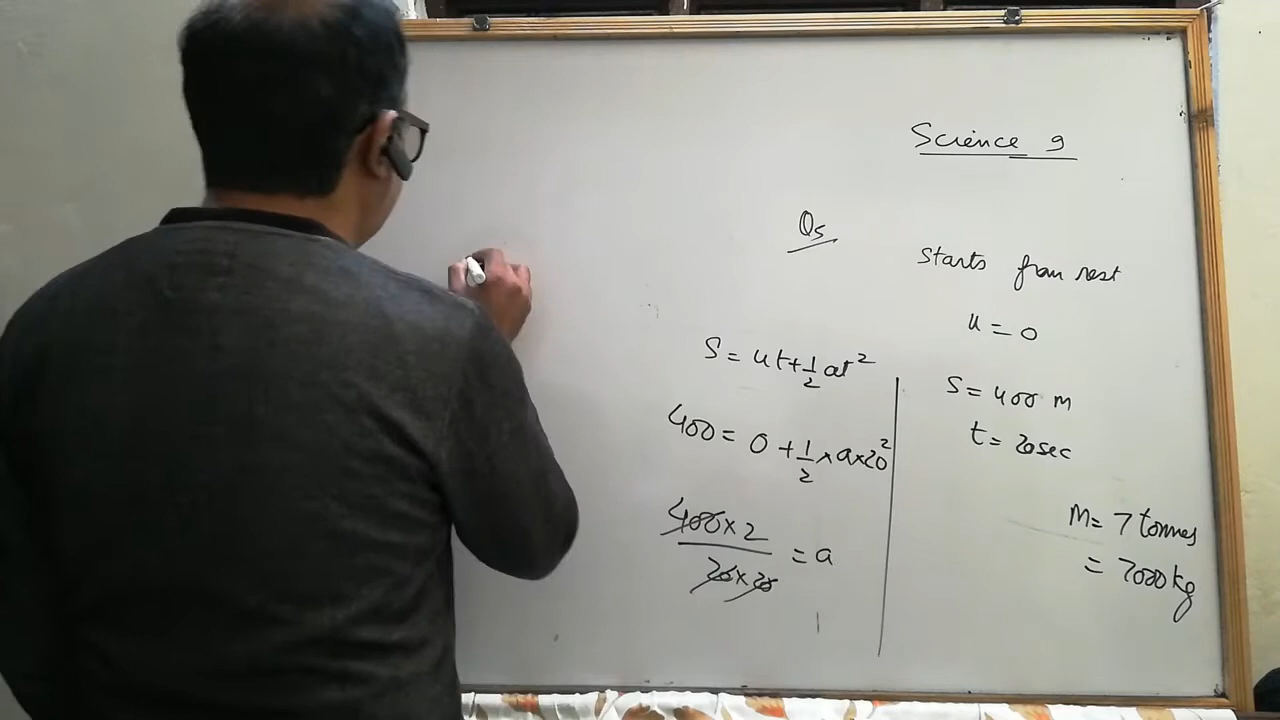 Science 9
Qs
Starts from rest
u = 0
S = 400 m
t = 20sec
M = 7 tonnes
= 7000 kg
S = ut + 1/2 at²
400 = 0 + 1/2 × a × 20²
400 × 2 / 20 × 20 = a